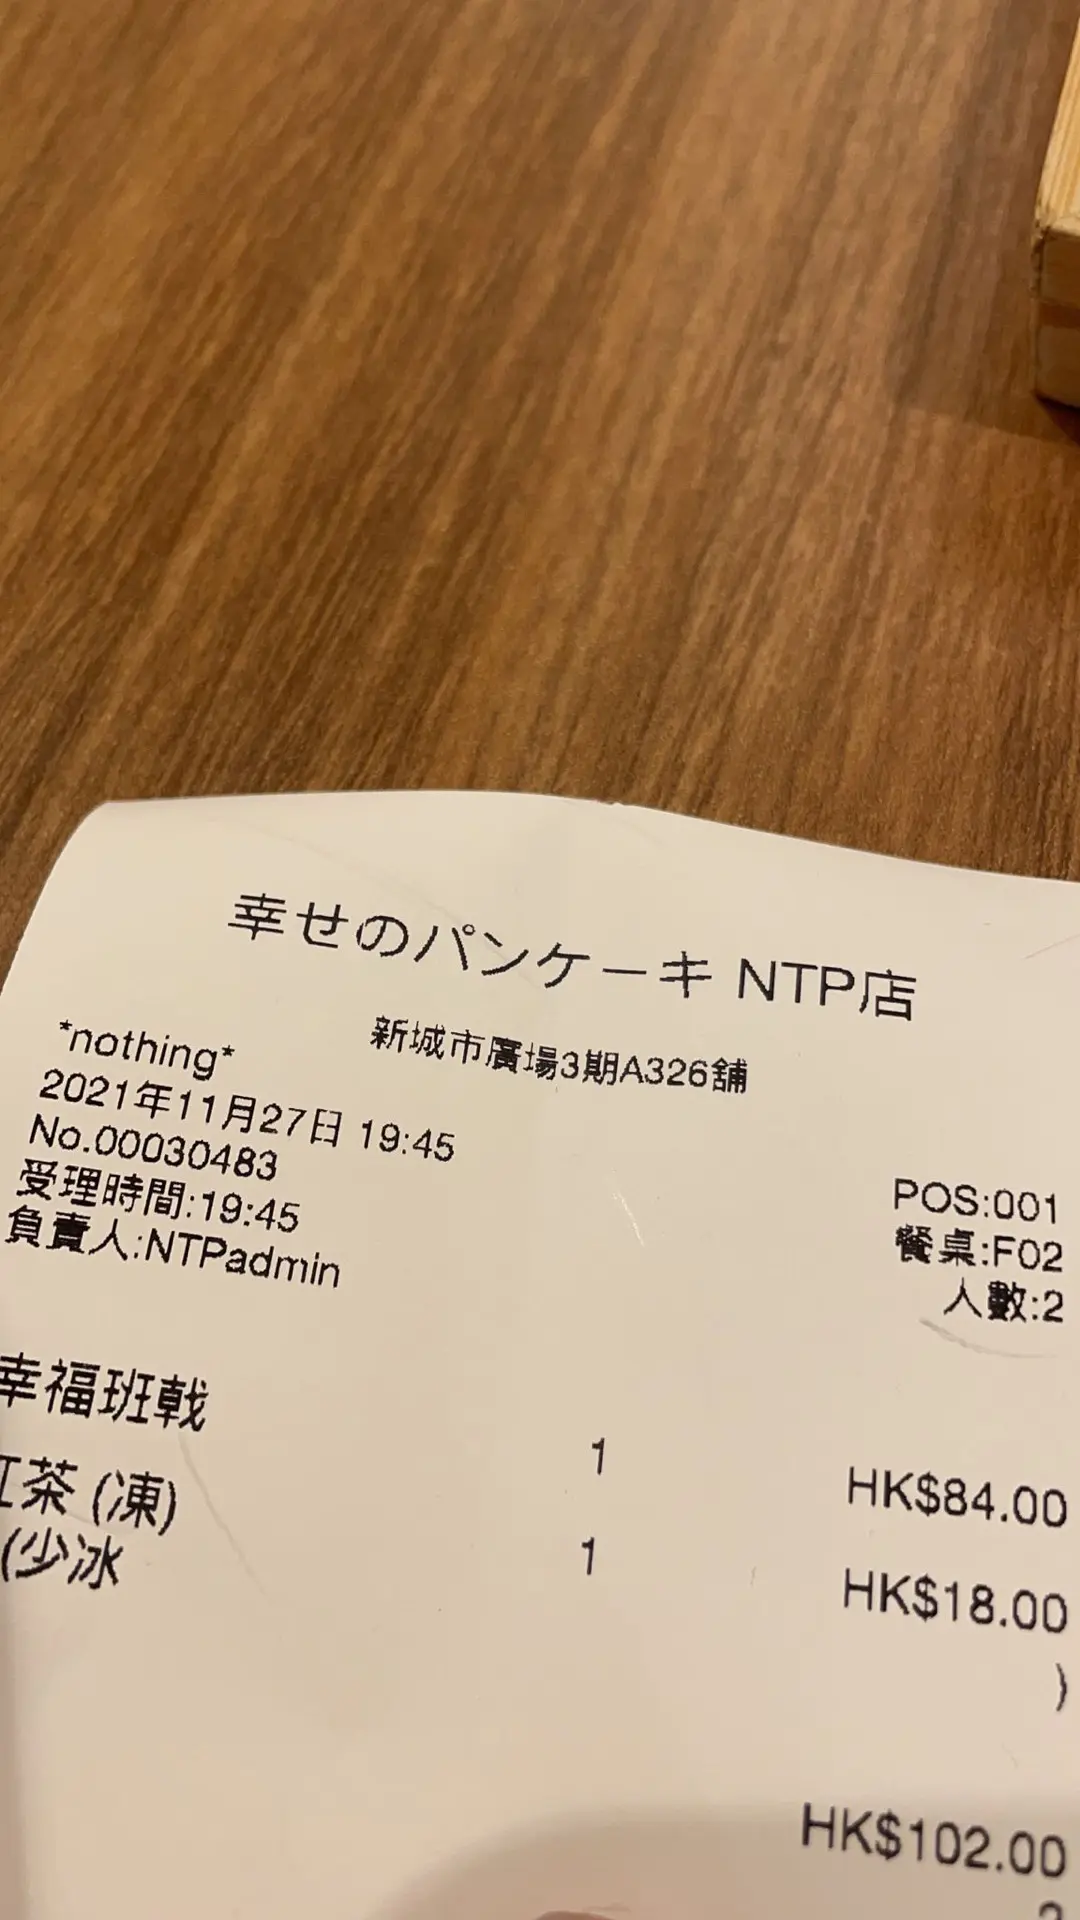 幸せのパンケーキ NTP店
新城市廣場3期A326舖
*nothing*
2021年11月27日 19:45
No.00030483
受理時間:19:45
負責人:NTPadmin
POS:001
餐桌:F02
人數:2
幸福班戟 1 HK$84.00
紅茶 (凍) 1 HK$18.00
(少冰
)
HK$102.00